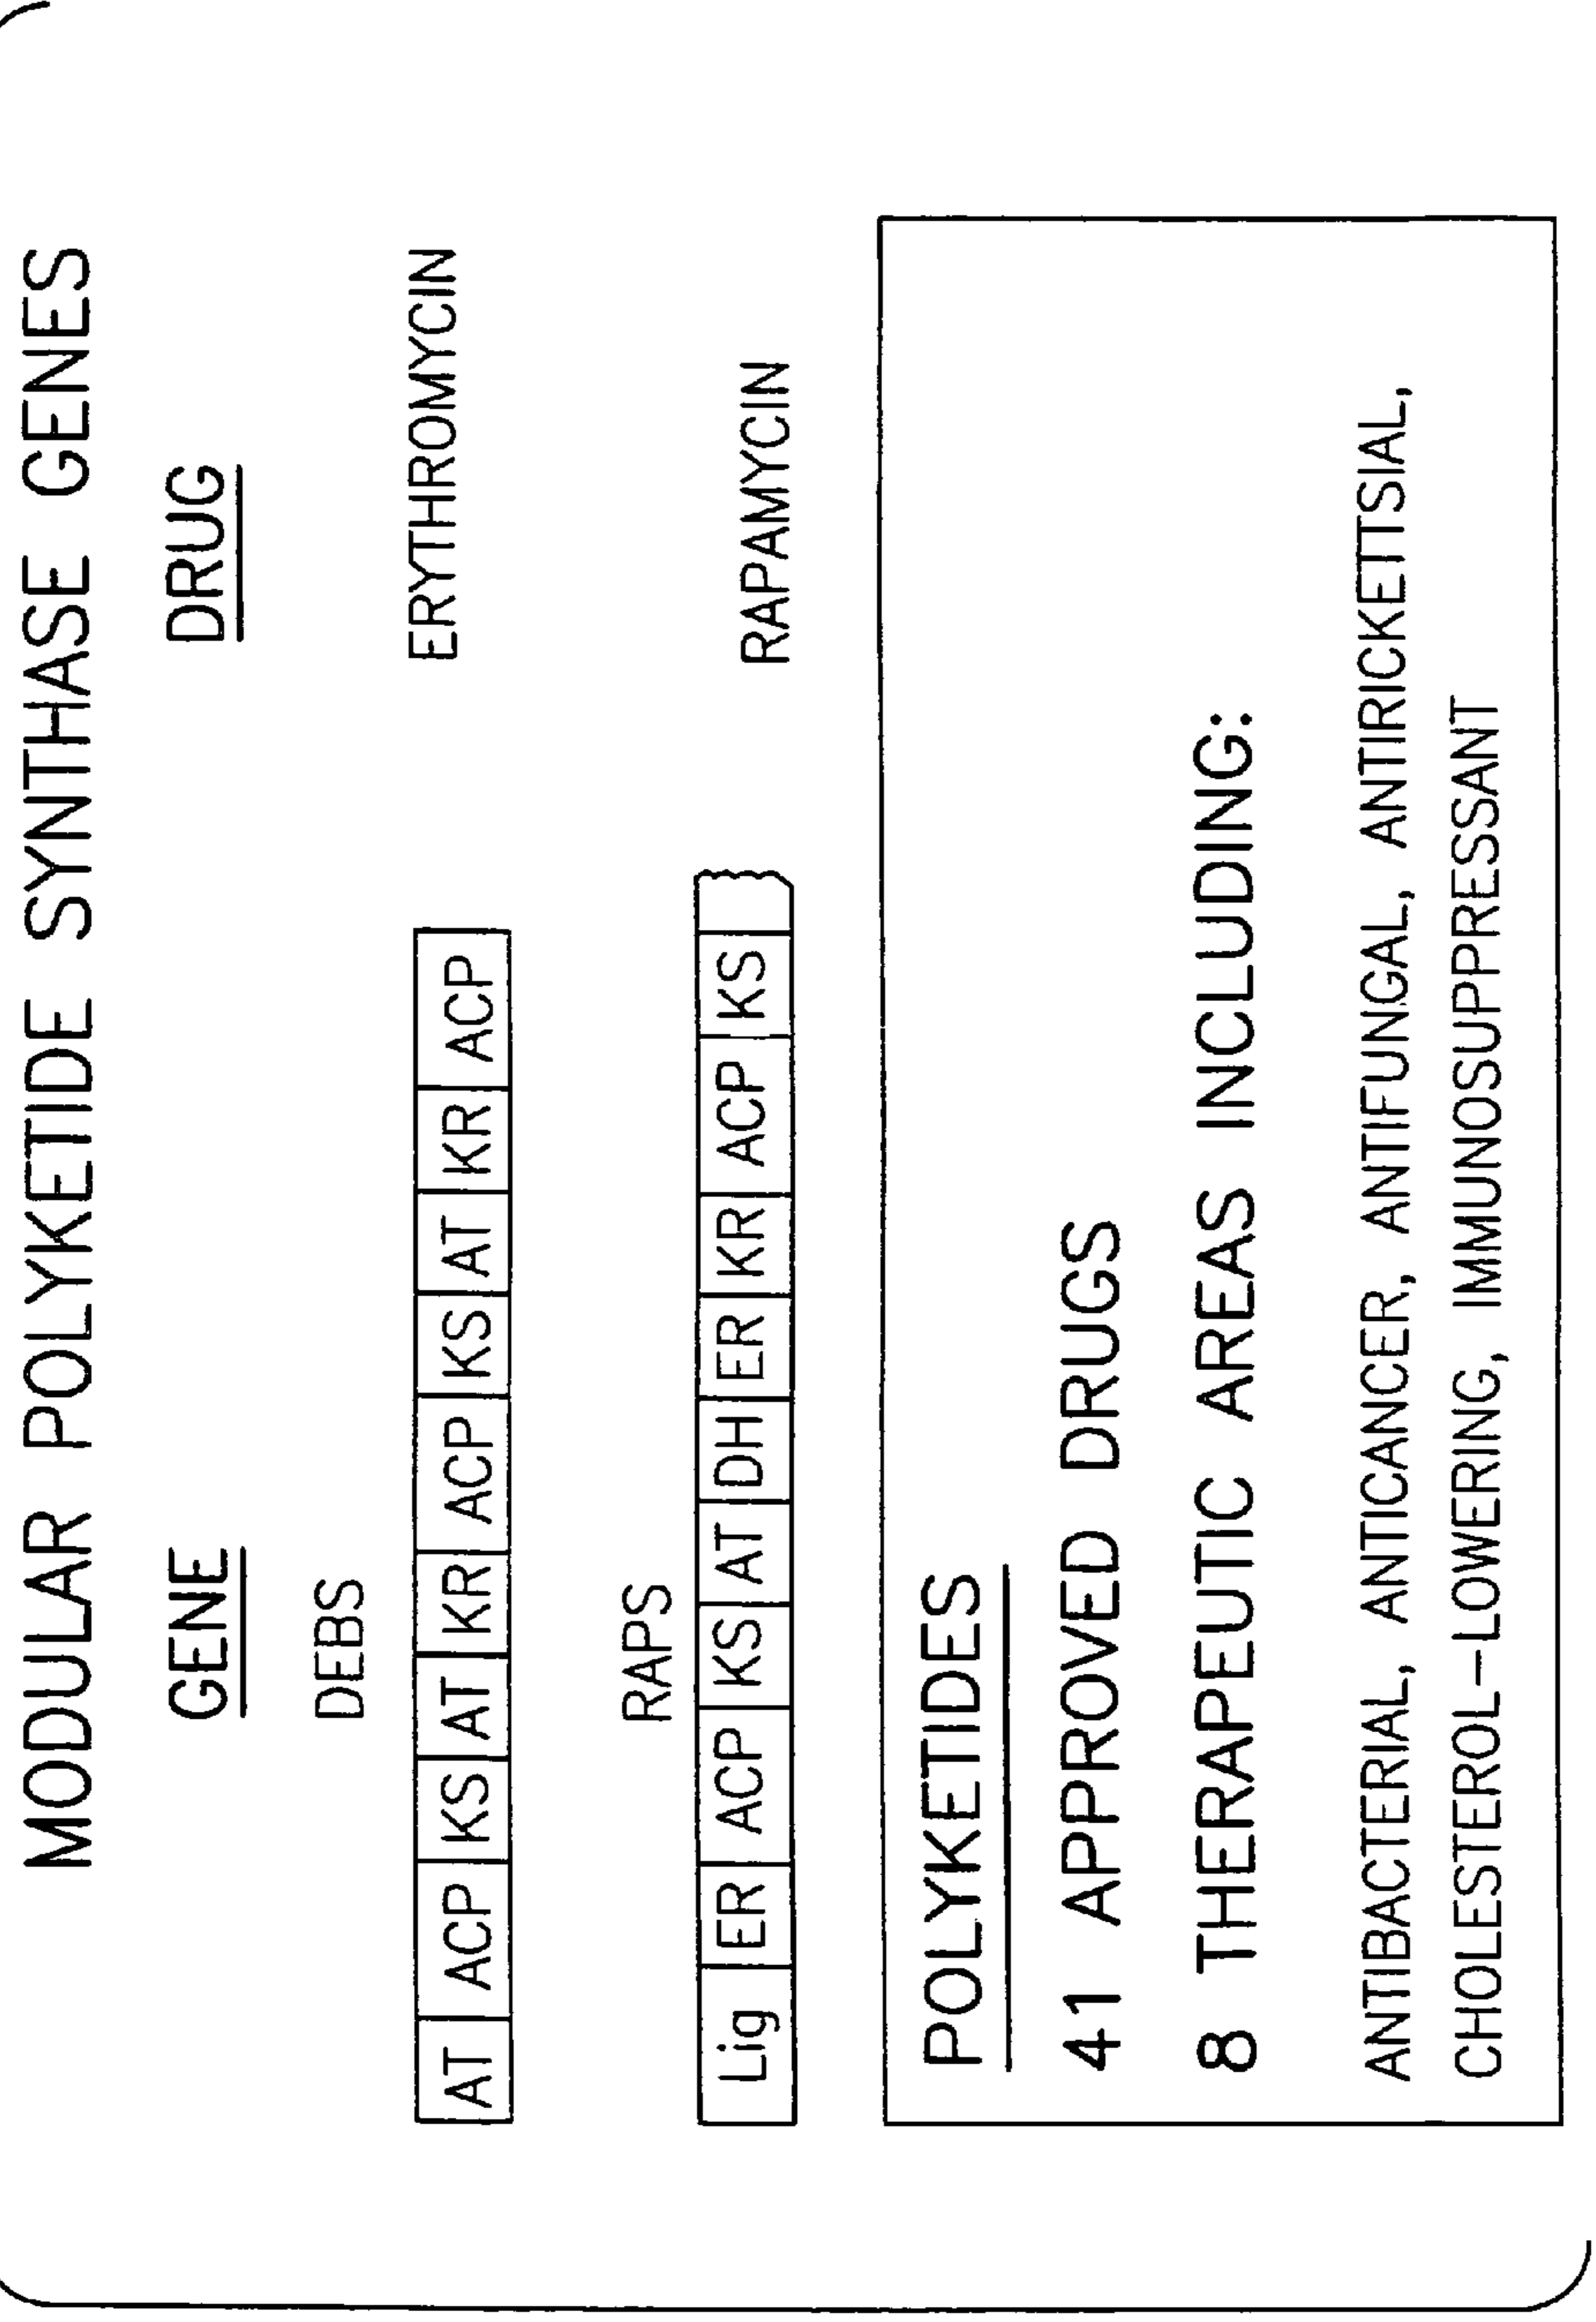 MODULAR POLYKETIDE SYNTHASE GENES
GENE DRUG
DEBS
AT ACP KS AT KR ACP KS AT KR ACP ERYTHROMYCIN
RAPS
Lig ER ACP KS AT DH ER KR ACP KS RAPAMYCIN
POLYKETIDES
41 APPROVED DRUGS
8 THERAPEUTIC AREAS INCLUDING:
ANTIBACTERIAL, ANTICANCER, ANTIFUNGAL, ANTIRICKETTSIAL,
CHOLESTEROL-LOWERING, IMMUNOSUPPRESSANT